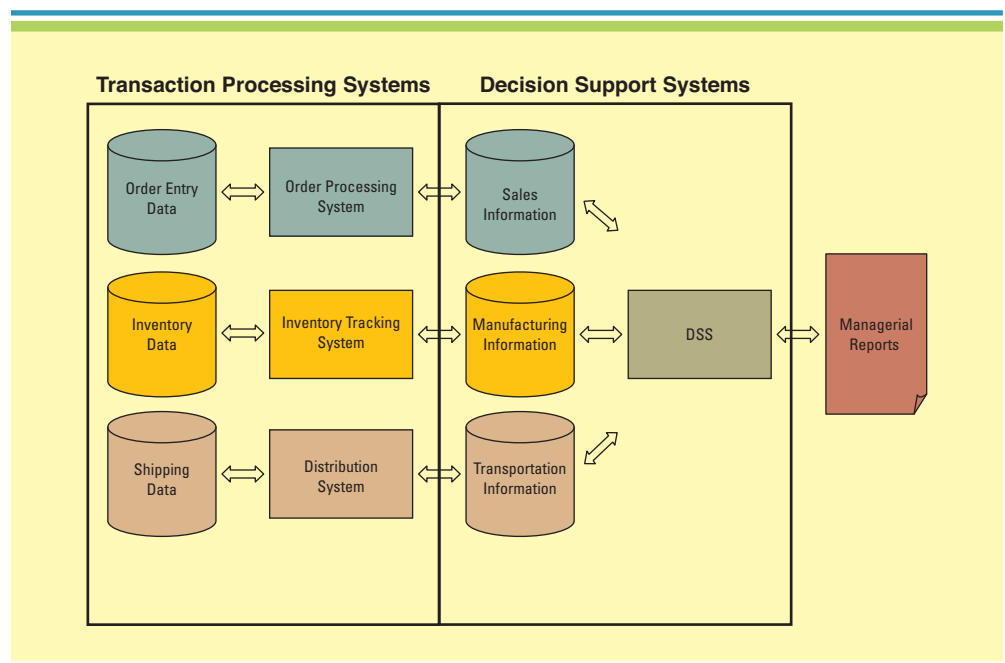 Transaction Processing Systems
Decision Support Systems
Order Entry
Data
Order Processing
System
Sales
Information
Inventory
Data
Inventory Tracking
System
Manufacturing
Information
DSS
Managerial
Reports
Shipping
Data
Distribution
System
Transportation
Information